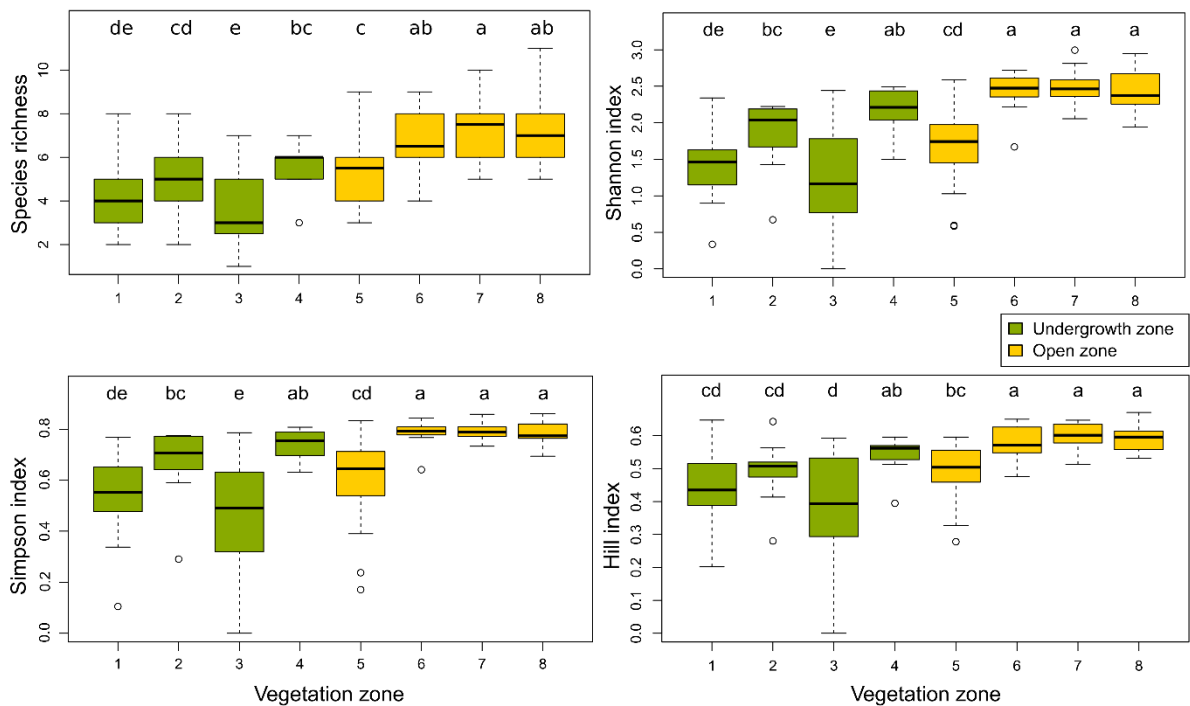 de cd e bc c ab a ab
Species richness
10
8
6
4
2
1 2 3 4 5 6 7 8
de bc e ab cd a a a
Shannon index
3.0
2.5
2.0
1.5
1.0
0.5
0.0
1 2 3 4 5 6 7 8
Undergrowth zone
Open zone
de bc e ab cd a a a
Simpson index
0.8
0.6
0.4
0.2
0.0
1 2 3 4 5 6 7 8
Vegetation zone
cd cd d ab bc a a a
Hill index
0.6
0.5
0.4
0.3
0.2
0.1
0.0
1 2 3 4 5 6 7 8
Vegetation zone